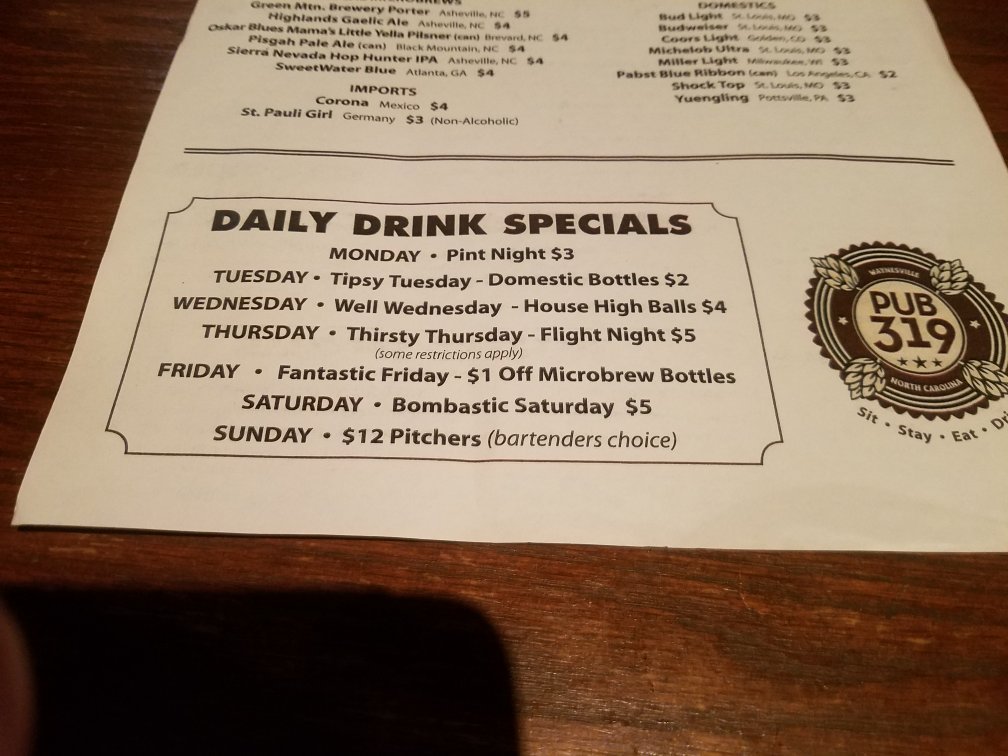 Green Mtn. Brewery Porter Asheville, NC $5
Highlands Gaelic Ale Asheville, NC $4
Oskar Blues Mama's Little Yella Pilsner (can) Brevard, NC $4
Pisgah Pale Ale (can) Black Mountain, NC $4
Sierra Nevada Hop Hunter IPA Asheville, NC $4
SweetWater Blue Atlanta, GA $4
IMPORTS
Corona Mexico $4
St. Pauli Girl Germany $3 (Non-Alcoholic)
DOMESTICS
Bud Light St. Louis, MO $3
Budweiser St. Louis, MO $3
Coors Light Golden, CO $3
Michelob Ultra St. Louis, MO $3
Miller Light Milwaukee, WI $3
Pabst Blue Ribbon (can) Los Angeles, CA $2
Shock Top St. Louis, MO $3
Yuengling Pottsville, PA $3
DAILY DRINK SPECIALS
MONDAY • Pint Night $3
TUESDAY • Tipsy Tuesday - Domestic Bottles $2
WEDNESDAY • Well Wednesday - House High Balls $4
THURSDAY • Thirsty Thursday - Flight Night $5
(some restrictions apply)
FRIDAY • Fantastic Friday - $1 Off Microbrew Bottles
SATURDAY • Bombastic Saturday $5
SUNDAY • $12 Pitchers (bartenders choice)
WAYNESVILLE
PUB
319
NORTH CAROLINA
Sit • Stay • Eat • Dr